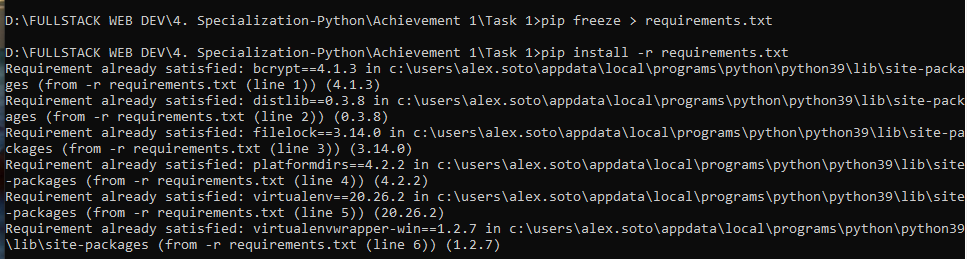 D:\FULLSTACK WEB DEV\4. Specialization-Python\Achievement 1\Task 1>pip freeze > requirements.txt
D:\FULLSTACK WEB DEV\4. Specialization-Python\Achievement 1\Task 1>pip install -r requirements.txt
Requirement already satisfied: bcrypt==4.1.3 in c:\users\alex.soto\appdata\local\programs\python\python39\lib\site-packa
ges (from -r requirements.txt (line 1)) (4.1.3)
Requirement already satisfied: distlib==0.3.8 in c:\users\alex.soto\appdata\local\programs\python\python39\lib\site-pack
ages (from -r requirements.txt (line 2)) (0.3.8)
Requirement already satisfied: filelock==3.14.0 in c:\users\alex.soto\appdata\local\programs\python\python39\lib\site-pa
ckages (from -r requirements.txt (line 3)) (3.14.0)
Requirement already satisfied: platformdirs==4.2.2 in c:\users\alex.soto\appdata\local\programs\python\python39\lib\site
-packages (from -r requirements.txt (line 4)) (4.2.2)
Requirement already satisfied: virtualenv==20.26.2 in c:\users\alex.soto\appdata\local\programs\python\python39\lib\site
-packages (from -r requirements.txt (line 5)) (20.26.2)
Requirement already satisfied: virtualenvwrapper-win==1.2.7 in c:\users\alex.soto\appdata\local\programs\python\python39
\lib\site-packages (from -r requirements.txt (line 6)) (1.2.7)